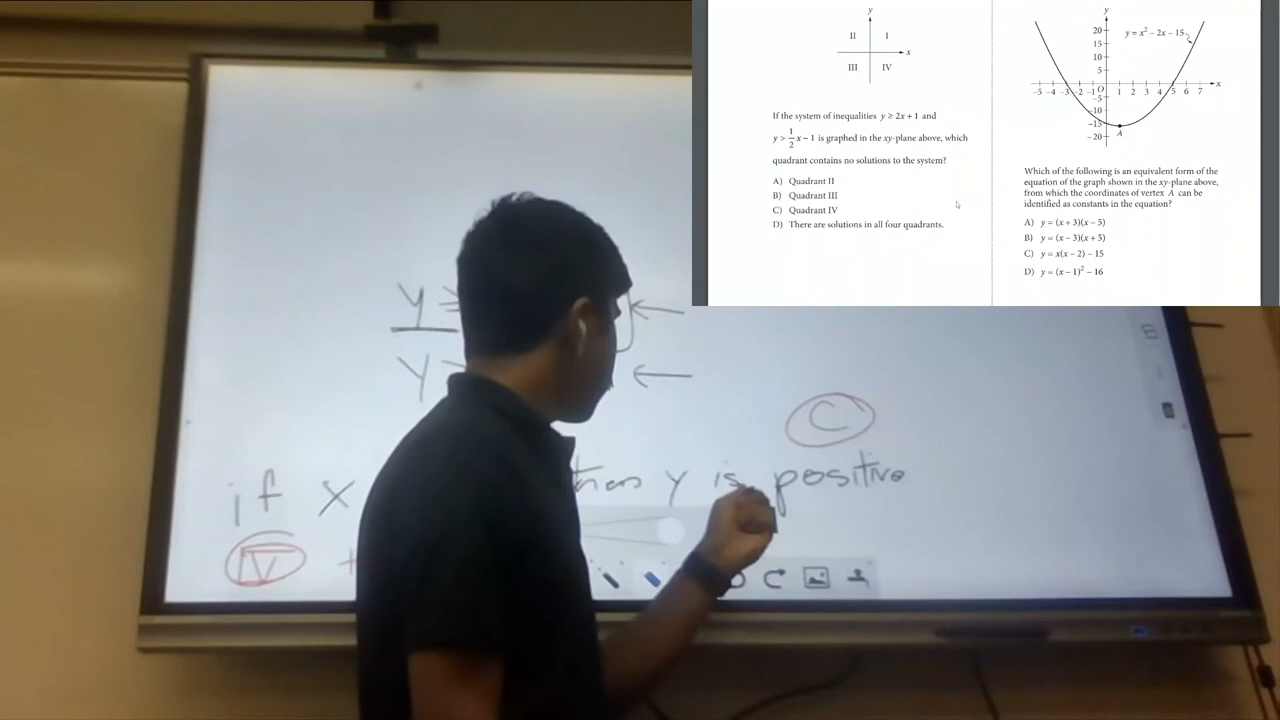 y
II I
x
III IV
If the system of inequalities y ≥ 2x + 1 and
y > 1/2 x − 1 is graphed in the xy-plane above, which
quadrant contains no solutions to the system?
A) Quadrant II
B) Quadrant III
C) Quadrant IV
D) There are solutions in all four quadrants.
y
20
15
10
5
y = x² − 2x − 15
-5 -4 -3 -2 -1 O 1 2 3 4 5 6 7 x
-5
-10
-15
-20
A
Which of the following is an equivalent form of the
equation of the graph shown in the xy-plane above,
from which the coordinates of vertex A can be
identified as constants in the equation?
A) y = (x + 3)(x − 5)
B) y = (x − 3)(x + 5)
C) y = x(x − 2) − 15
D) y = (x − 1)² − 16
y ≥
y >
C
if x then y is positive
IV +